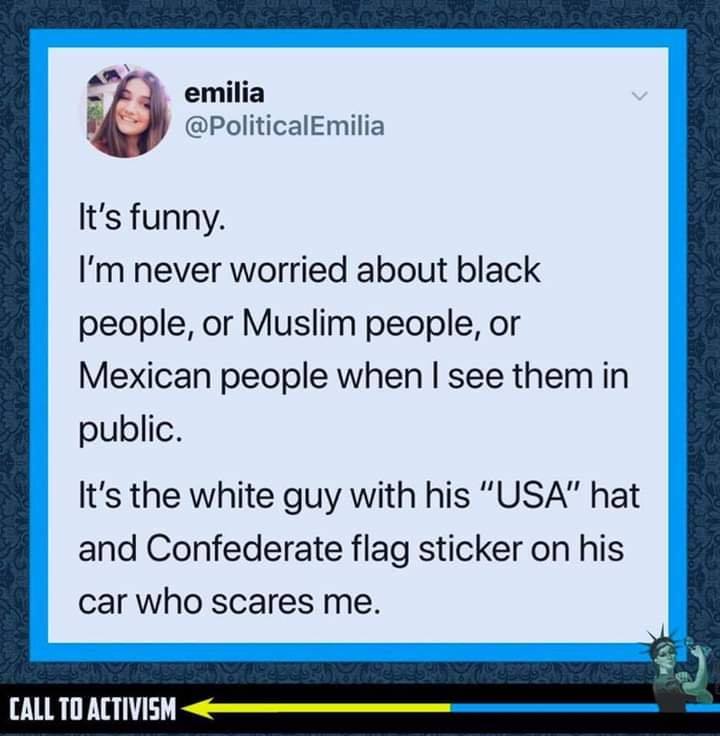 emilia
@PoliticalEmilia
It's funny.
I'm never worried about black
people, or Muslim people, or
Mexican people when I see them in
public.
It's the white guy with his “USA” hat
and Confederate flag sticker on his
car who scares me.
CALL TO ACTIVISM